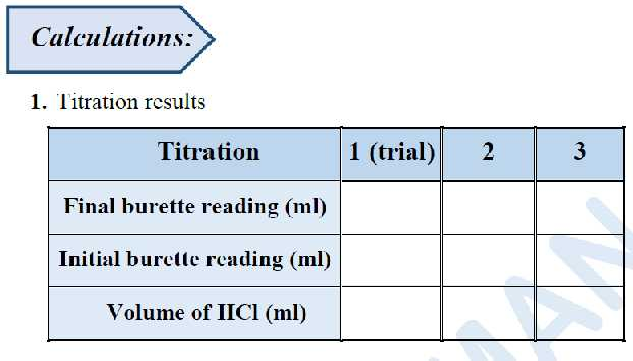 Calculations:
1. Titration results
Titration 1 (trial) 2 3
Final burette reading (ml)
Initial burette reading (ml)
Volume of HCl (ml)
MAN